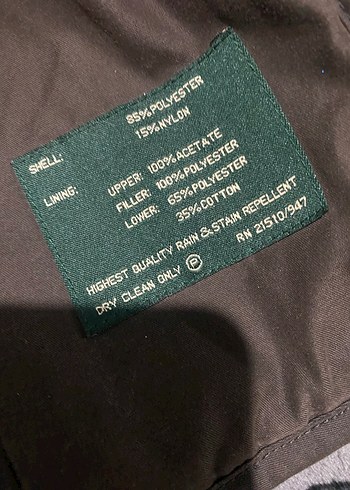 SHELL: 85% POLYESTER
15% NYLON
LINING: UPPER: 100% ACETATE
FILLER: 100% POLYESTER
LOWER: 65% POLYESTER
35% COTTON
HIGHEST QUALITY RAIN & STAIN REPELLENT
DRY CLEAN ONLY Ⓟ RN 21510/947